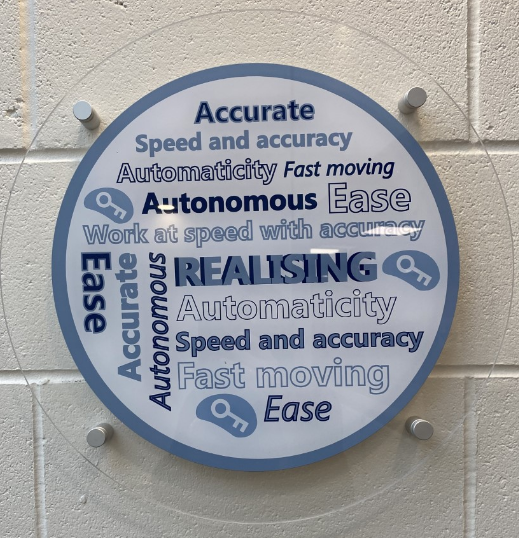 Accurate
Speed and accuracy
Automaticity Fast moving
Autonomous Ease
Work at speed with accuracy
Ease
Accurate
Autonomous
REALISING
Automaticity
Speed and accuracy
Fast moving
Ease